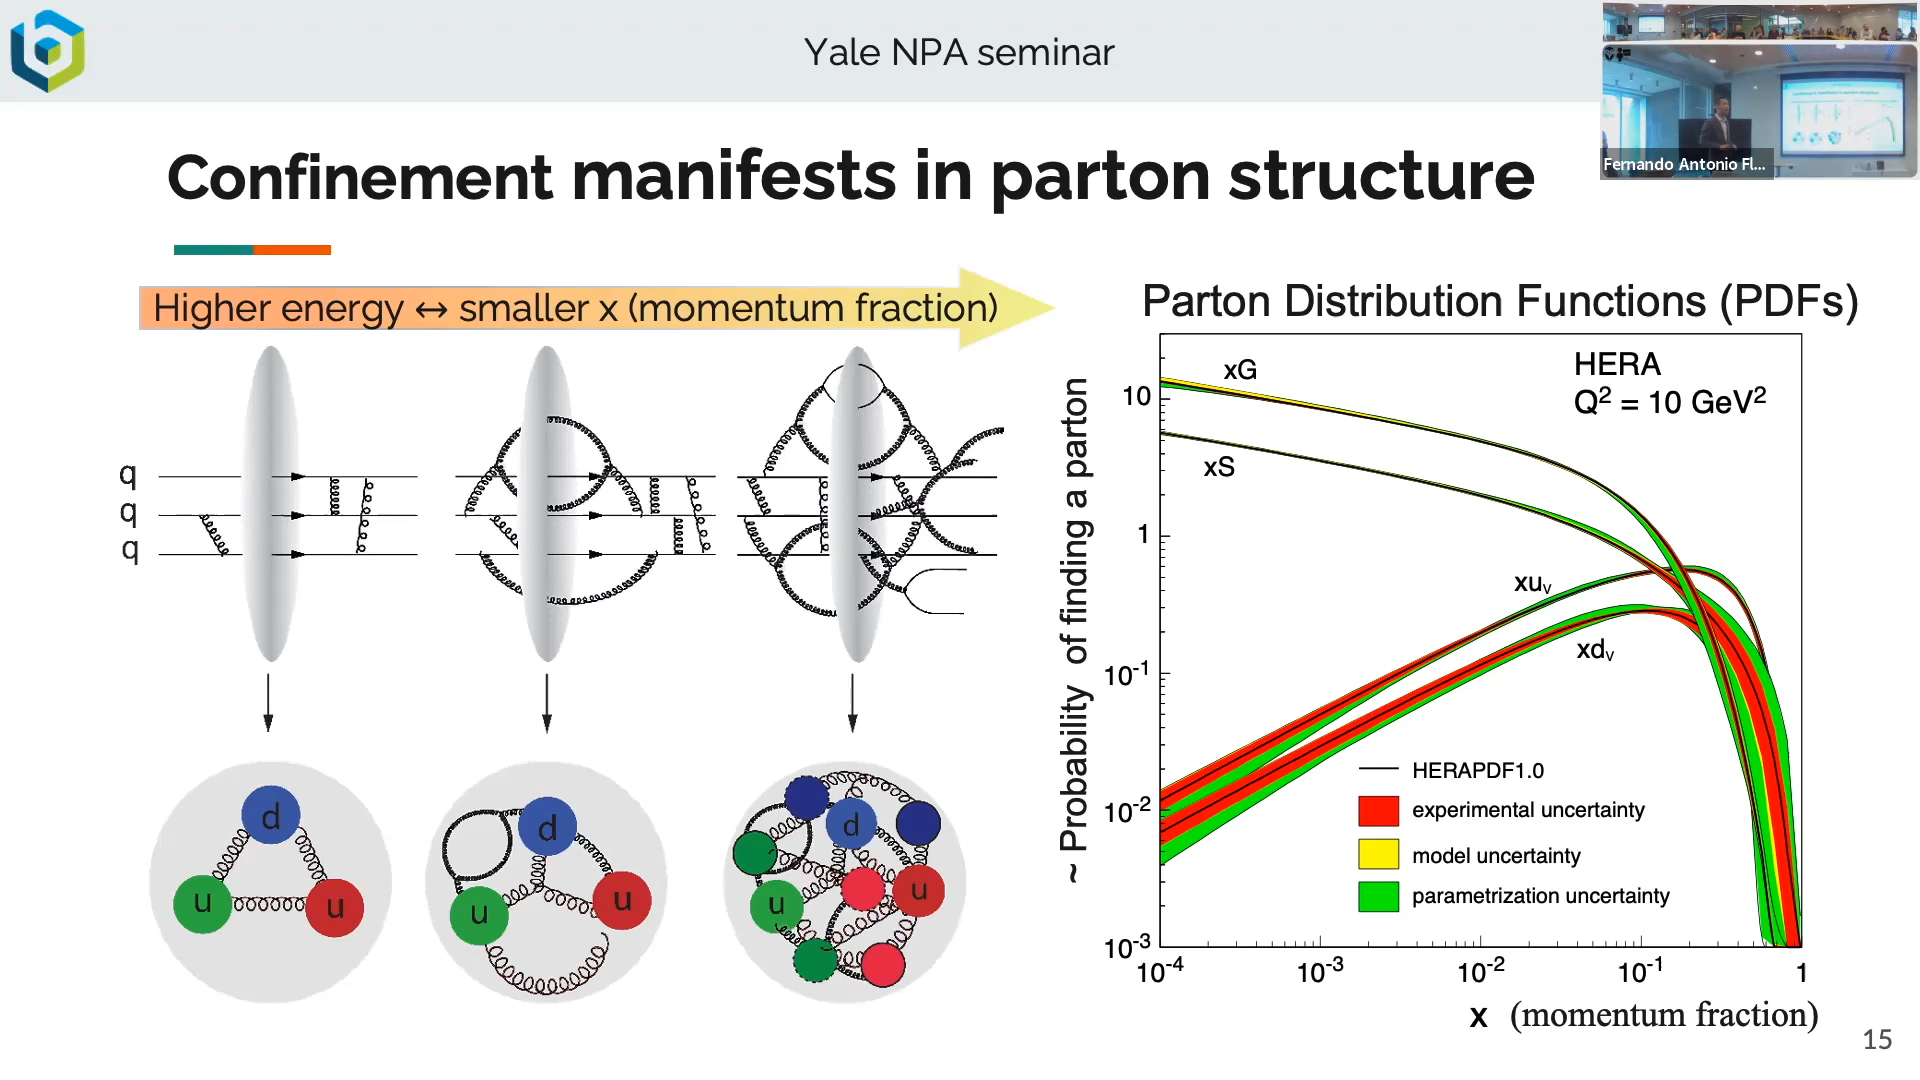 Yale NPA seminar
Fernando Antonio Fl...
Confinement manifests in parton structure
Higher energy ↔ smaller x (momentum fraction)
q
q
q
d
u
u
d
u
u
d
u
u
Parton Distribution Functions (PDFs)
~ Probability of finding a parton
HERA
Q² = 10 GeV²
xG
xS
xuᵥ
xdᵥ
HERAPDF1.0
experimental uncertainty
model uncertainty
parametrization uncertainty
10
1
10⁻¹
10⁻²
10⁻³
10⁻⁴
10⁻³
10⁻²
10⁻¹
1
x (momentum fraction)
15